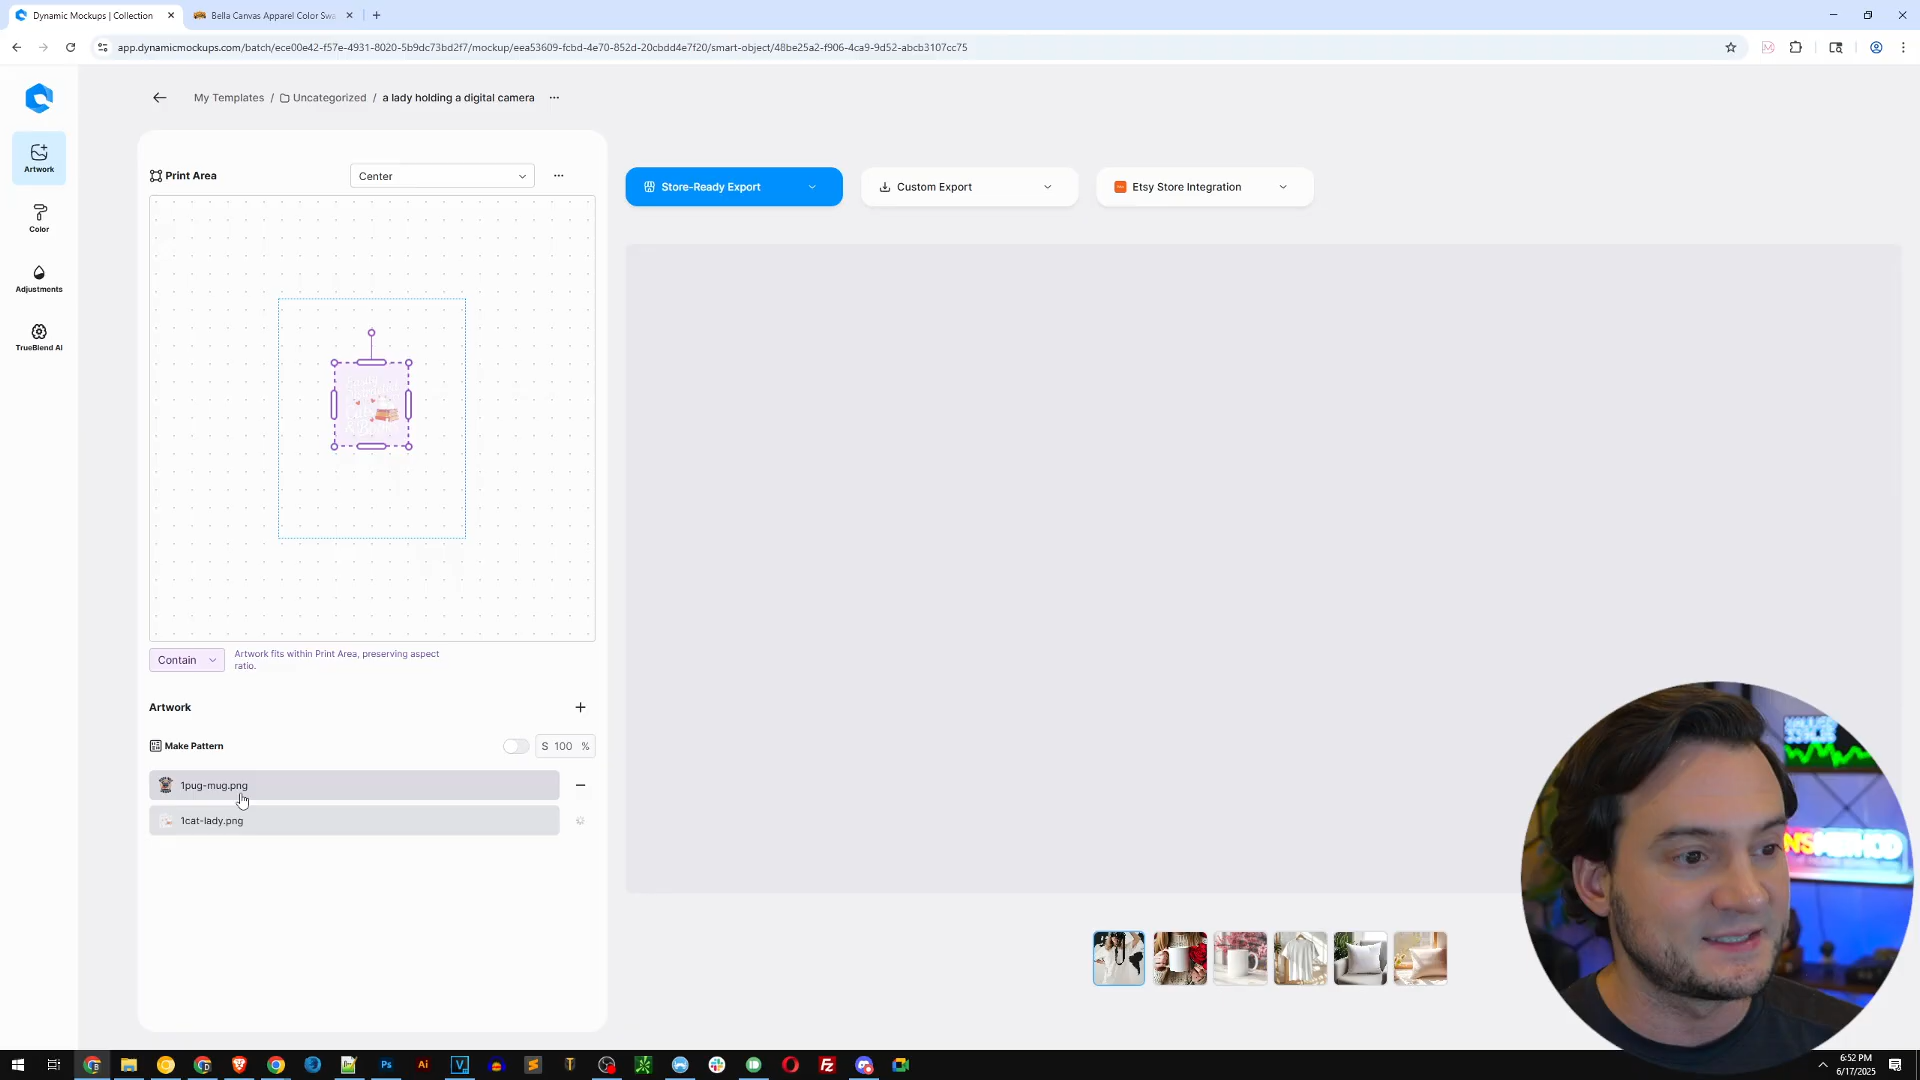 Dynamic Mockups | Collection
Bella Canvas Apparel Color Swa
app.dynamicmockups.com/batch/ece00e42-f57e-4931-8020-5b9dc73bd2f7/mockup/eea53609-fcbd-4e70-852d-20cbdd4e7f20/smart-object/48be25a2-f906-4ca9-9d52-abcb3107cc75
My Templates / Uncategorized / a lady holding a digital camera ...
Artwork
Color
Adjustments
TrueBlend AI
Print Area
Center
Store-Ready Export
Custom Export
Etsy Store Integration
Contain
Artwork fits within Print Area, preserving aspect
ratio.
Artwork
Make Pattern
S 100 %
1pug-mug.png
1cat-lady.png
6:52 PM
6/17/2025